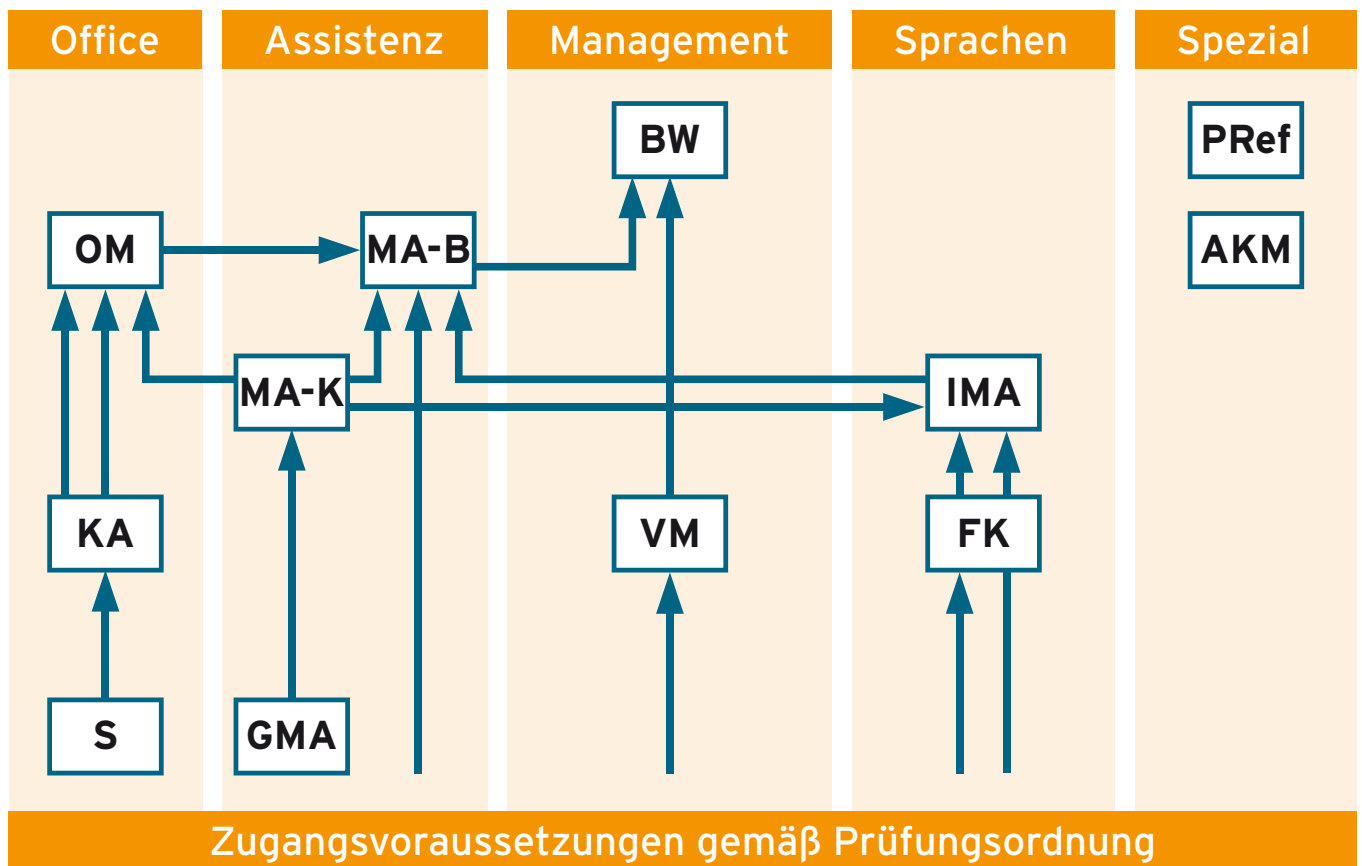 Office
Assistenz
Management
Sprachen
Spezial
BW
PRef
OM
MA-B
AKM
MA-K
IMA
KA
VM
FK
S
GMA
Zugangsvoraussetzungen gemäß Prüfungsordnung